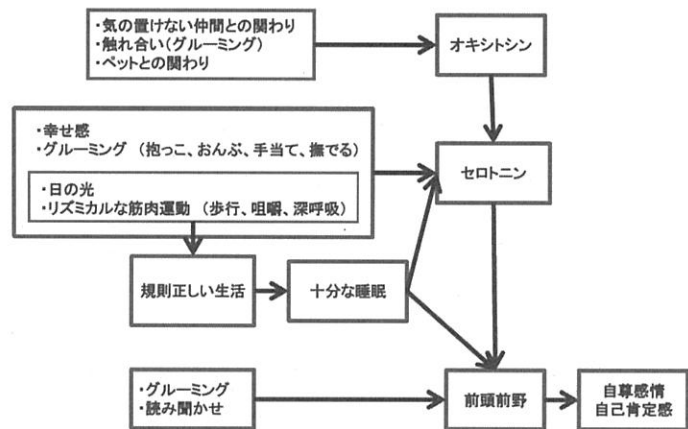 ・気の置けない仲間との関わり
・触れ合い(グルーミング)
・ペットとの関わり
オキシトシン
・幸せ感
・グルーミング (抱っこ、おんぶ、手当て、撫でる)
セロトニン
・日の光
・リズミカルな筋肉運動 (歩行、咀嚼、深呼吸)
規則正しい生活
十分な睡眠
・グルーミング
・読み聞かせ
前頭前野
自尊感情
自己肯定感